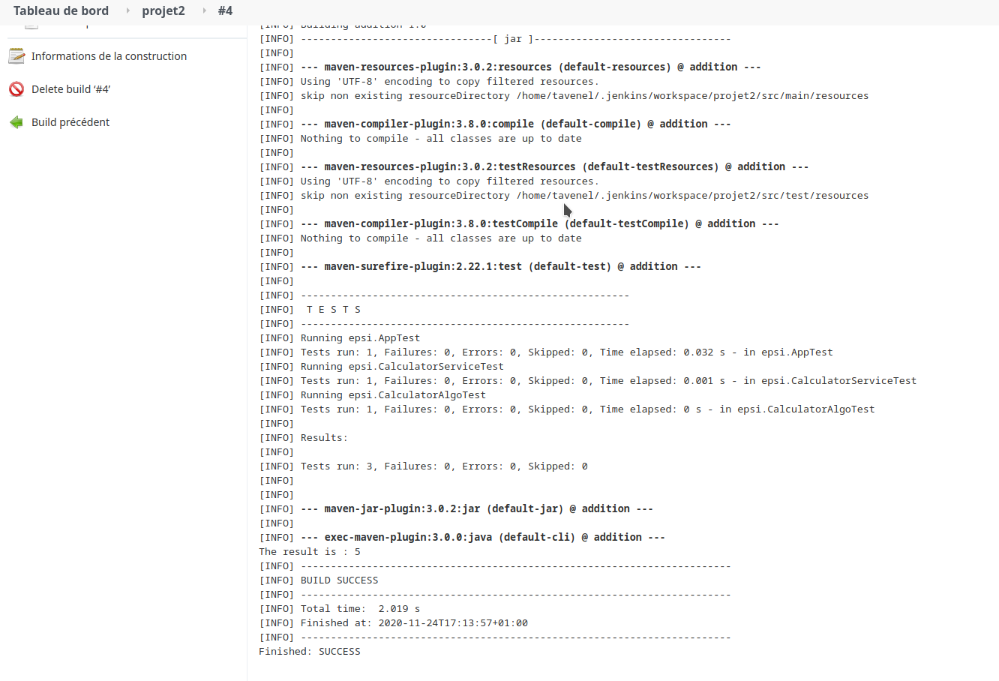 Tableau de bord projet2 #4
Informations de la construction
Delete build ‘#4’
Build précédent
[INFO] Building addition 1.0
[INFO] --------------------------------[ jar ]---------------------------------
[INFO]
[INFO] --- maven-resources-plugin:3.0.2:resources (default-resources) @ addition ---
[INFO] Using 'UTF-8' encoding to copy filtered resources.
[INFO] skip non existing resourceDirectory /home/tavenel/.jenkins/workspace/projet2/src/main/resources
[INFO]
[INFO] --- maven-compiler-plugin:3.8.0:compile (default-compile) @ addition ---
[INFO] Nothing to compile - all classes are up to date
[INFO]
[INFO] --- maven-resources-plugin:3.0.2:testResources (default-testResources) @ addition ---
[INFO] Using 'UTF-8' encoding to copy filtered resources.
[INFO] skip non existing resourceDirectory /home/tavenel/.jenkins/workspace/projet2/src/test/resources
[INFO]
[INFO] --- maven-compiler-plugin:3.8.0:testCompile (default-testCompile) @ addition ---
[INFO] Nothing to compile - all classes are up to date
[INFO]
[INFO] --- maven-surefire-plugin:2.22.1:test (default-test) @ addition ---
[INFO]
[INFO] -------------------------------------------------------
[INFO]  T E S T S
[INFO] -------------------------------------------------------
[INFO] Running epsi.AppTest
[INFO] Tests run: 1, Failures: 0, Errors: 0, Skipped: 0, Time elapsed: 0.032 s - in epsi.AppTest
[INFO] Running epsi.CalculatorServiceTest
[INFO] Tests run: 1, Failures: 0, Errors: 0, Skipped: 0, Time elapsed: 0.001 s - in epsi.CalculatorServiceTest
[INFO] Running epsi.CalculatorAlgoTest
[INFO] Tests run: 1, Failures: 0, Errors: 0, Skipped: 0, Time elapsed: 0 s - in epsi.CalculatorAlgoTest
[INFO]
[INFO] Results:
[INFO]
[INFO] Tests run: 3, Failures: 0, Errors: 0, Skipped: 0
[INFO]
[INFO]
[INFO] --- maven-jar-plugin:3.0.2:jar (default-jar) @ addition ---
[INFO]
[INFO] --- exec-maven-plugin:3.0.0:java (default-cli) @ addition ---
The result is : 5
[INFO] ------------------------------------------------------------------------
[INFO] BUILD SUCCESS
[INFO] ------------------------------------------------------------------------
[INFO] Total time:  2.019 s
[INFO] Finished at: 2020-11-24T17:13:57+01:00
[INFO] ------------------------------------------------------------------------
Finished: SUCCESS